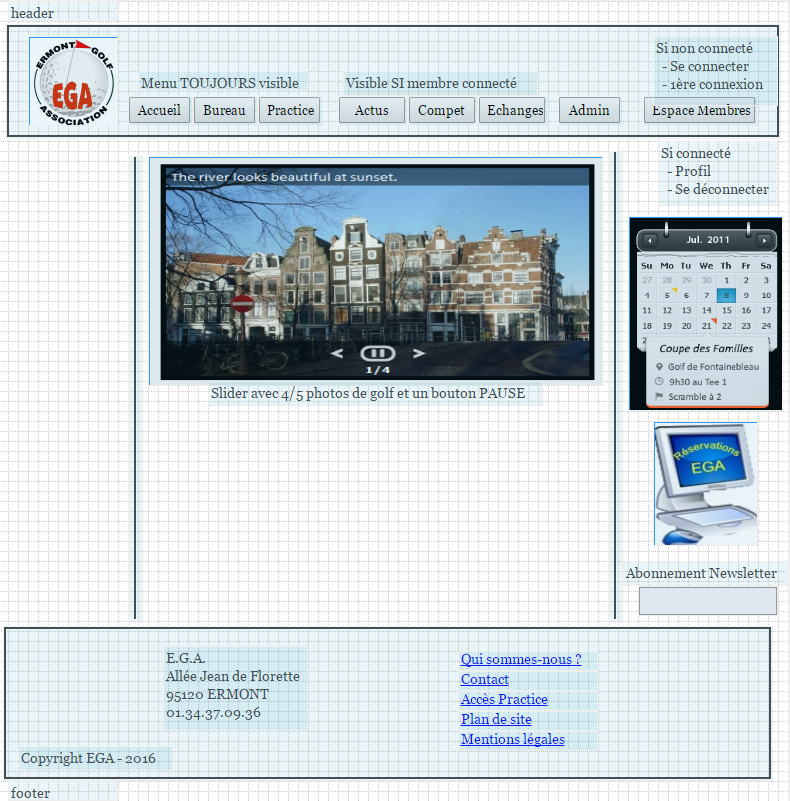 header
ERMONT GOLF
EGA
ASSOCIATION
Menu TOUJOURS visible
Visible SI membre connecté
Si non connecté
- Se connecter
- 1ère connexion
Accueil
Bureau
Practice
Actus
Compet
Echanges
Admin
Espace Membres
Si connecté
- Profil
- Se déconnecter
The river looks beautiful at sunset.
< >
1/4
Slider avec 4/5 photos de golf et un bouton PAUSE
Jul. 2011
Su Mo Tu We Th Fr Sa
27 28 29 30 1 2 3
4 5 6 7 8 9 10
11 12 13 14 15 16 17
18 19 20 21 22 23 24
Coupe des Familles
Golf de Fontainebleau
9h30 au Tee 1
Scramble à 2
Réservations
EGA
Abonnement Newsletter
E.G.A.
Allée Jean de Florette
95120 ERMONT
01.34.37.09.36
Qui sommes-nous ?
Contact
Accès Practice
Plan de site
Mentions légales
Copyright EGA - 2016
footer